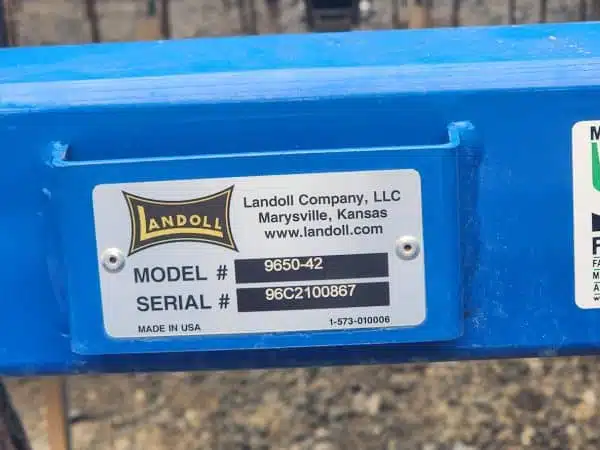 LANDOLL
Landoll Company, LLC
Marysville, Kansas
www.landoll.com
MODEL # 9650-42
SERIAL # 96C2100867
MADE IN USA 1-573-010006